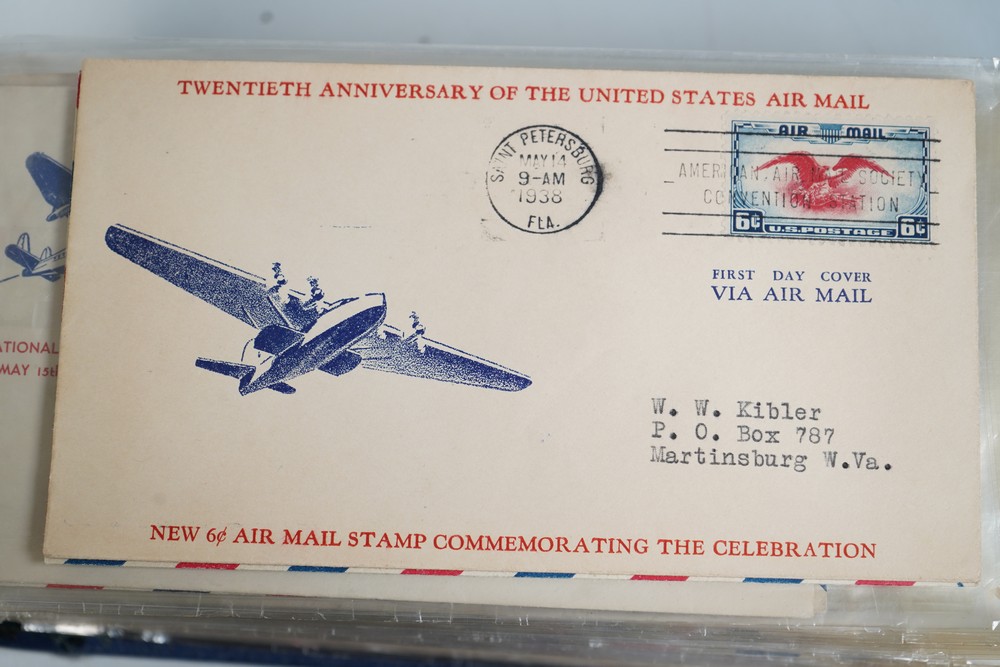 TWENTIETH ANNIVERSARY OF THE UNITED STATES AIR MAIL
SAINT PETERSBURG
MAY 14
9-AM
1938
FLA.
AIR MAIL
AMERICAN AIR MAIL SOCIETY
CONVENTION STATION
6¢ U.S. POSTAGE 6¢
FIRST DAY COVER
VIA AIR MAIL
W. W. Kibler
P. O. Box 787
Martinsburg W.Va.
NEW 6¢ AIR MAIL STAMP COMMEMORATING THE CELEBRATION
ATIONAL
MAY 15